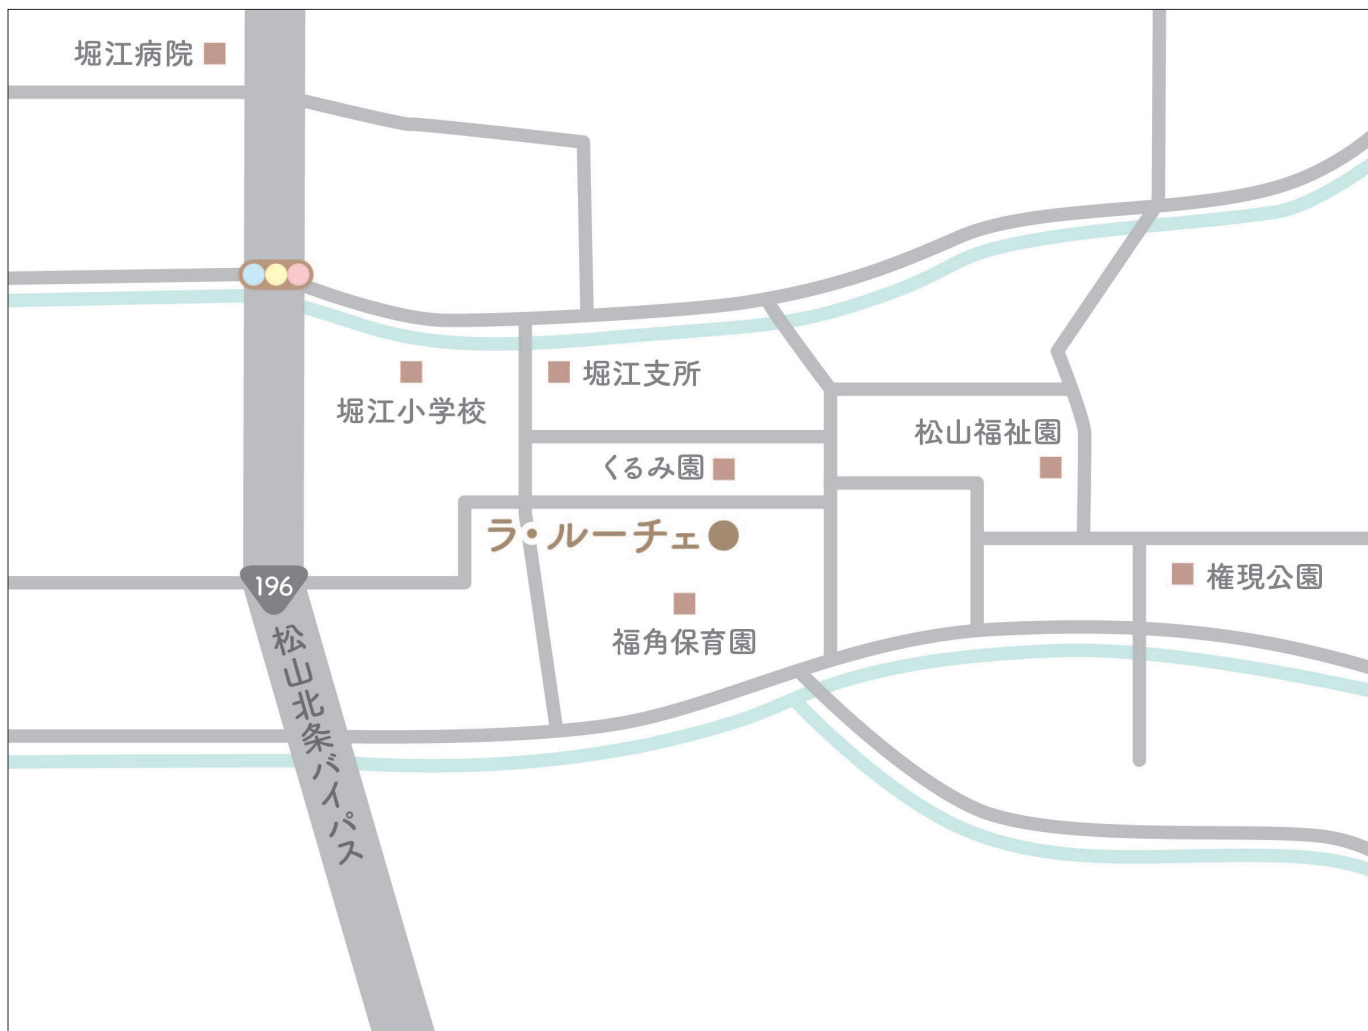 堀江病院
堀江支所
堀江小学校
松山福祉園
くるみ園
ラ・ルーチェ
196
権現公園
福角保育園
松山北条バイパス